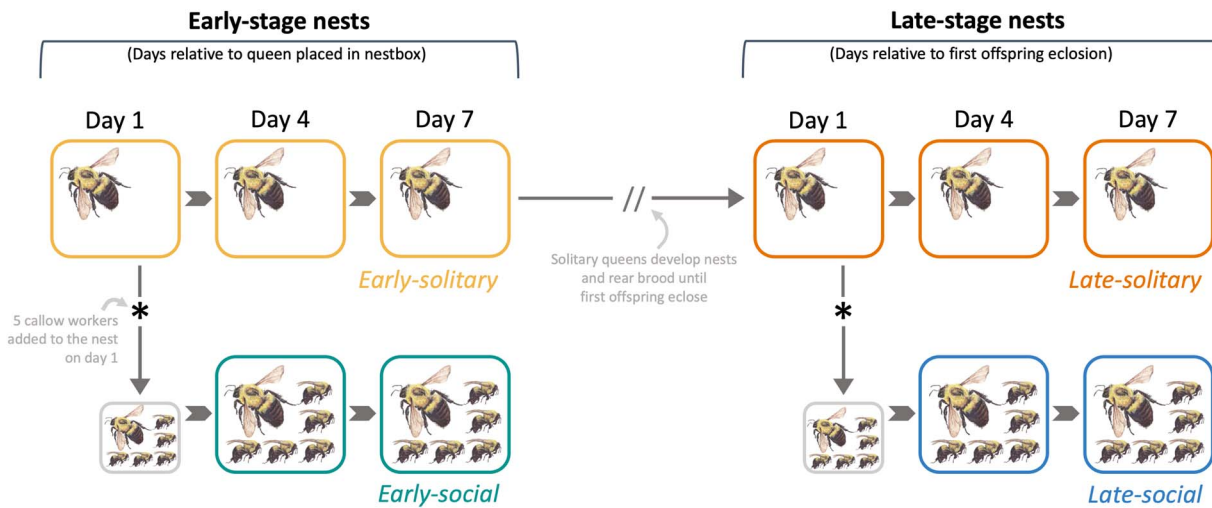 Early-stage nests
(Days relative to queen placed in nestbox)
Late-stage nests
(Days relative to first offspring eclosion)
Day 1
Day 4
Day 7
Day 1
Day 4
Day 7
Solitary queens develop nests
and rear brood until
first offspring eclose
Early-solitary
Late-solitary
*
*
5 callow workers
added to the nest
on day 1
Early-social
Late-social